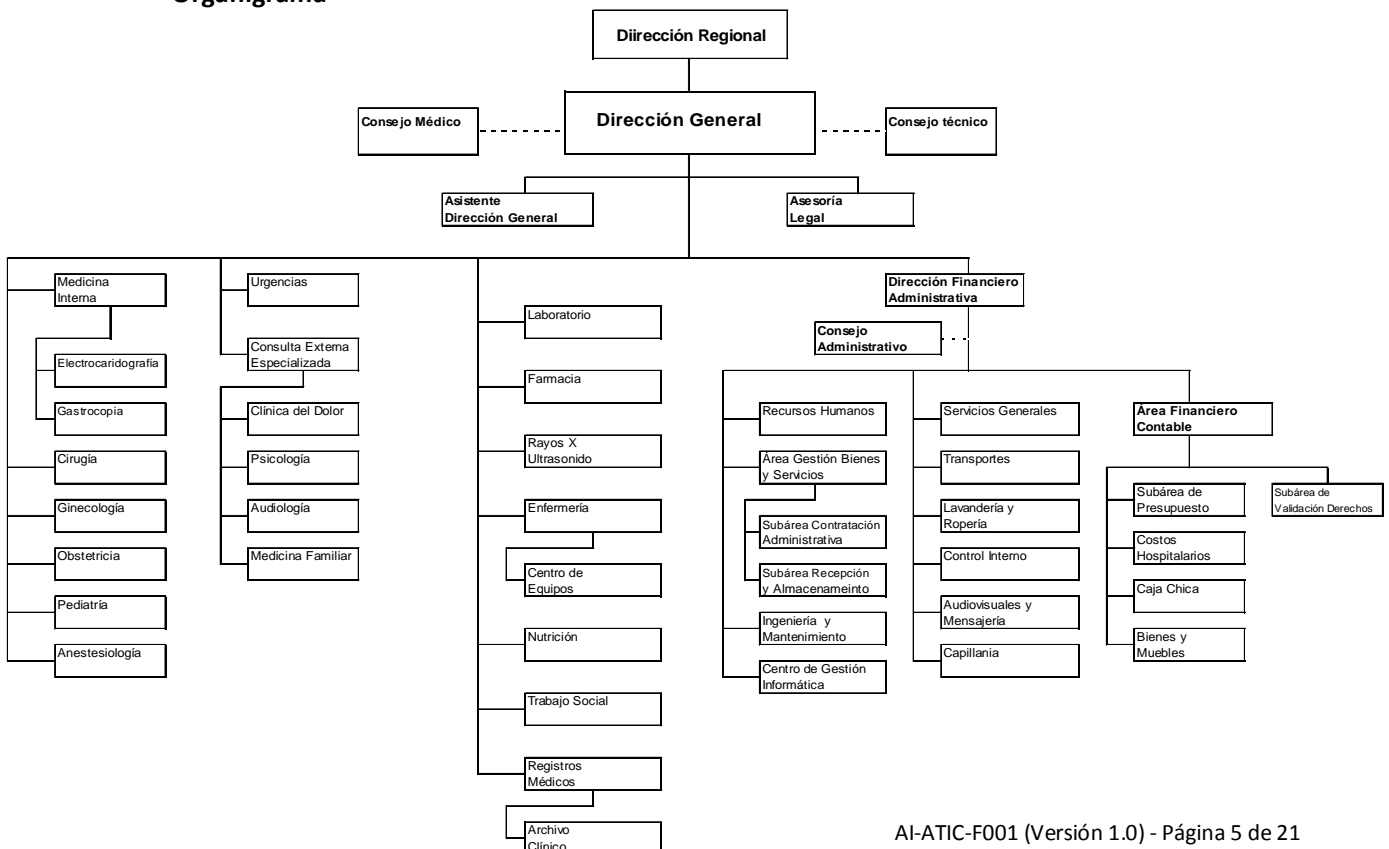 Organigrama
Diirección Regional
Consejo Médico
Dirección General
Consejo técnico
Asistente
Dirección General
Asesoría
Legal
Medicina
Interna
Electrocaridografía
Gastrocopia
Cirugía
Ginecología
Obstetricia
Pediatría
Anestesiología
Urgencias
Consulta Externa
Especializada
Clínica del Dolor
Psicología
Audiología
Medicina Familiar
Laboratorio
Farmacia
Rayos X
Ultrasonido
Enfermería
Centro de
Equipos
Nutrición
Trabajo Social
Registros
Médicos
Archivo
Clínico
Dirección Financiero
Administrativa
Consejo
Administrativo
Recursos Humanos
Área Gestión Bienes
y Servicios
Subárea Contratación
Administrativa
Subárea Recepción
y Almacenameinto
Ingeniería y
Mantenimiento
Centro de Gestión
Informática
Servicios Generales
Transportes
Lavandería y
Ropería
Control Interno
Audiovisuales y
Mensajería
Capillania
Área Financiero
Contable
Subárea de
Presupuesto
Costos
Hospitalarios
Caja Chica
Bienes y
Muebles
Subárea de
Validación Derechos
AI-ATIC-F001 (Versión 1.0) - Página 5 de 21